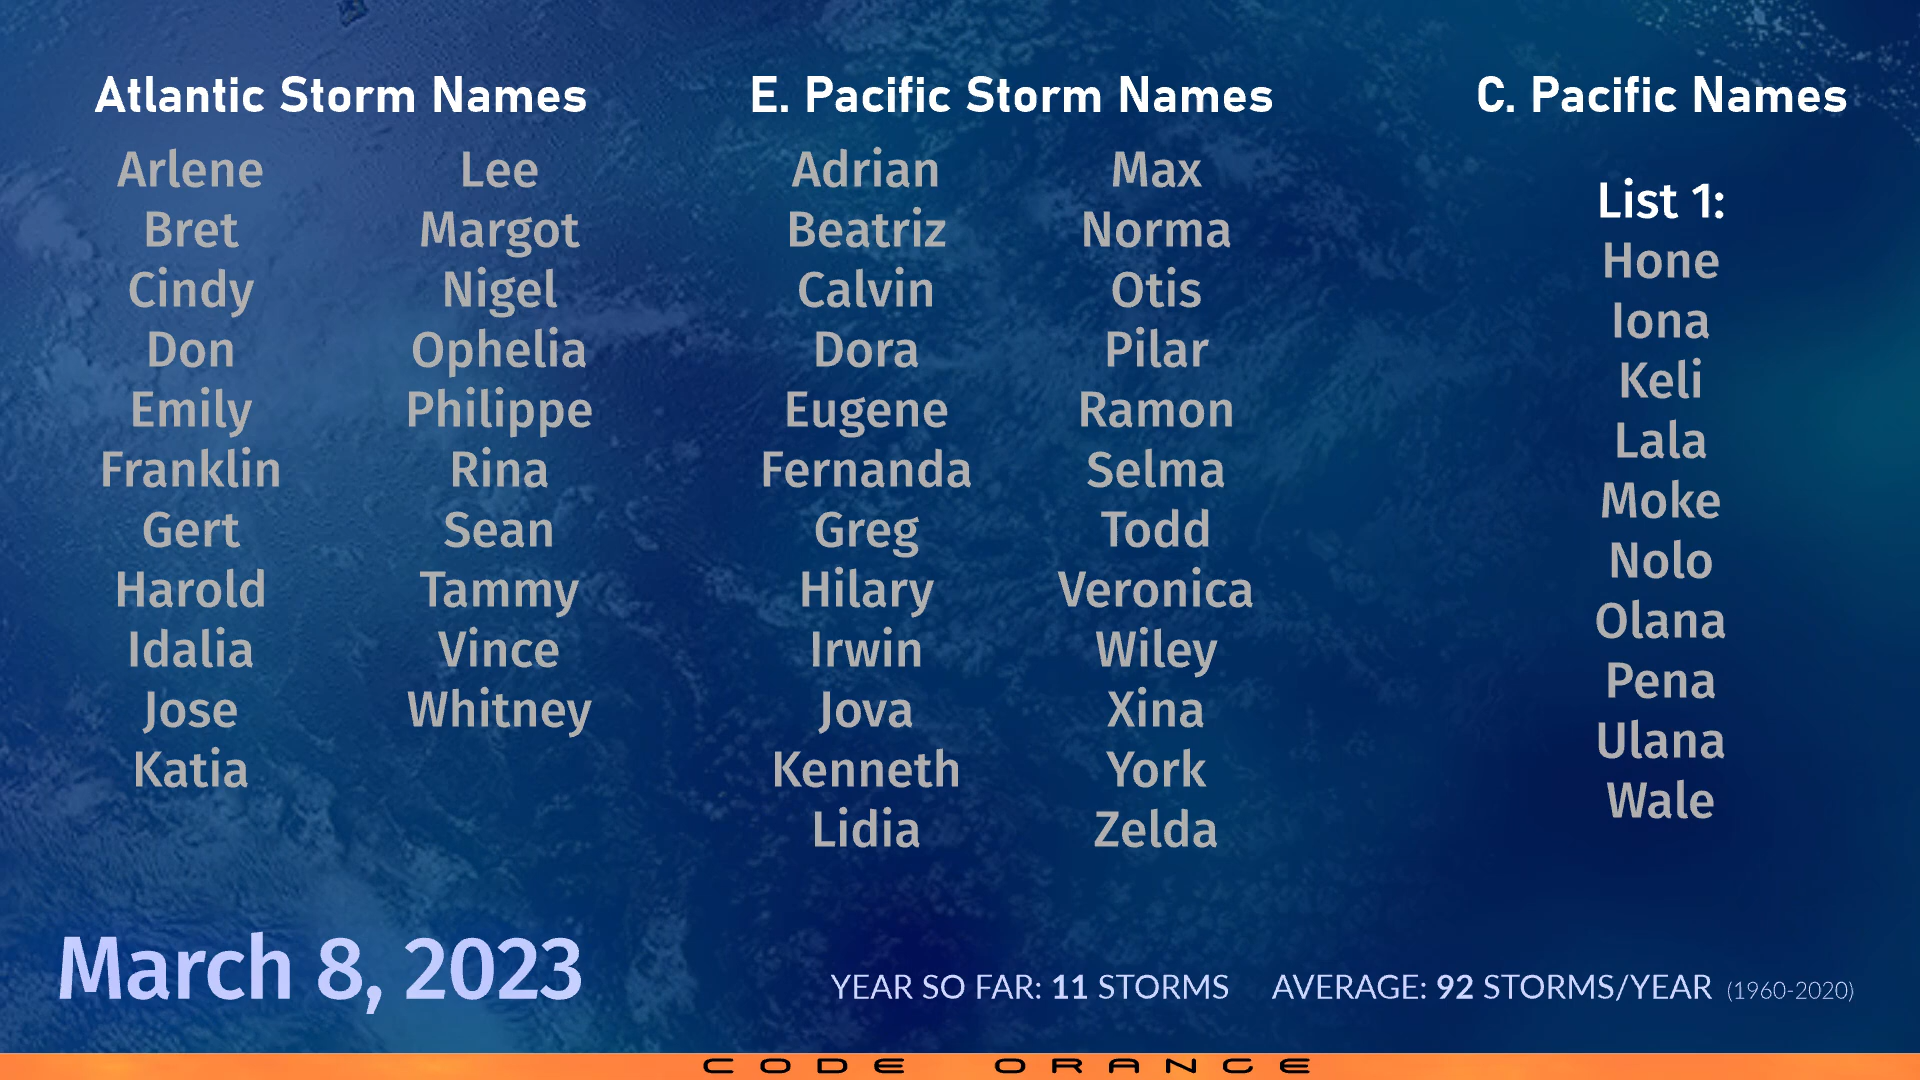 Atlantic Storm Names
Arlene
Bret
Cindy
Don
Emily
Franklin
Gert
Harold
Idalia
Jose
Katia
Lee
Margot
Nigel
Ophelia
Philippe
Rina
Sean
Tammy
Vince
Whitney
E. Pacific Storm Names
Adrian
Beatriz
Calvin
Dora
Eugene
Fernanda
Greg
Hilary
Irwin
Jova
Kenneth
Lidia
Max
Norma
Otis
Pilar
Ramon
Selma
Todd
Veronica
Wiley
Xina
York
Zelda
C. Pacific Names
List 1:
Hone
Iona
Keli
Lala
Moke
Nolo
Olana
Pena
Ulana
Wale
March 8, 2023
YEAR SO FAR: 11 STORMS
AVERAGE: 92 STORMS/YEAR (1960-2020)
CODE ORANGE